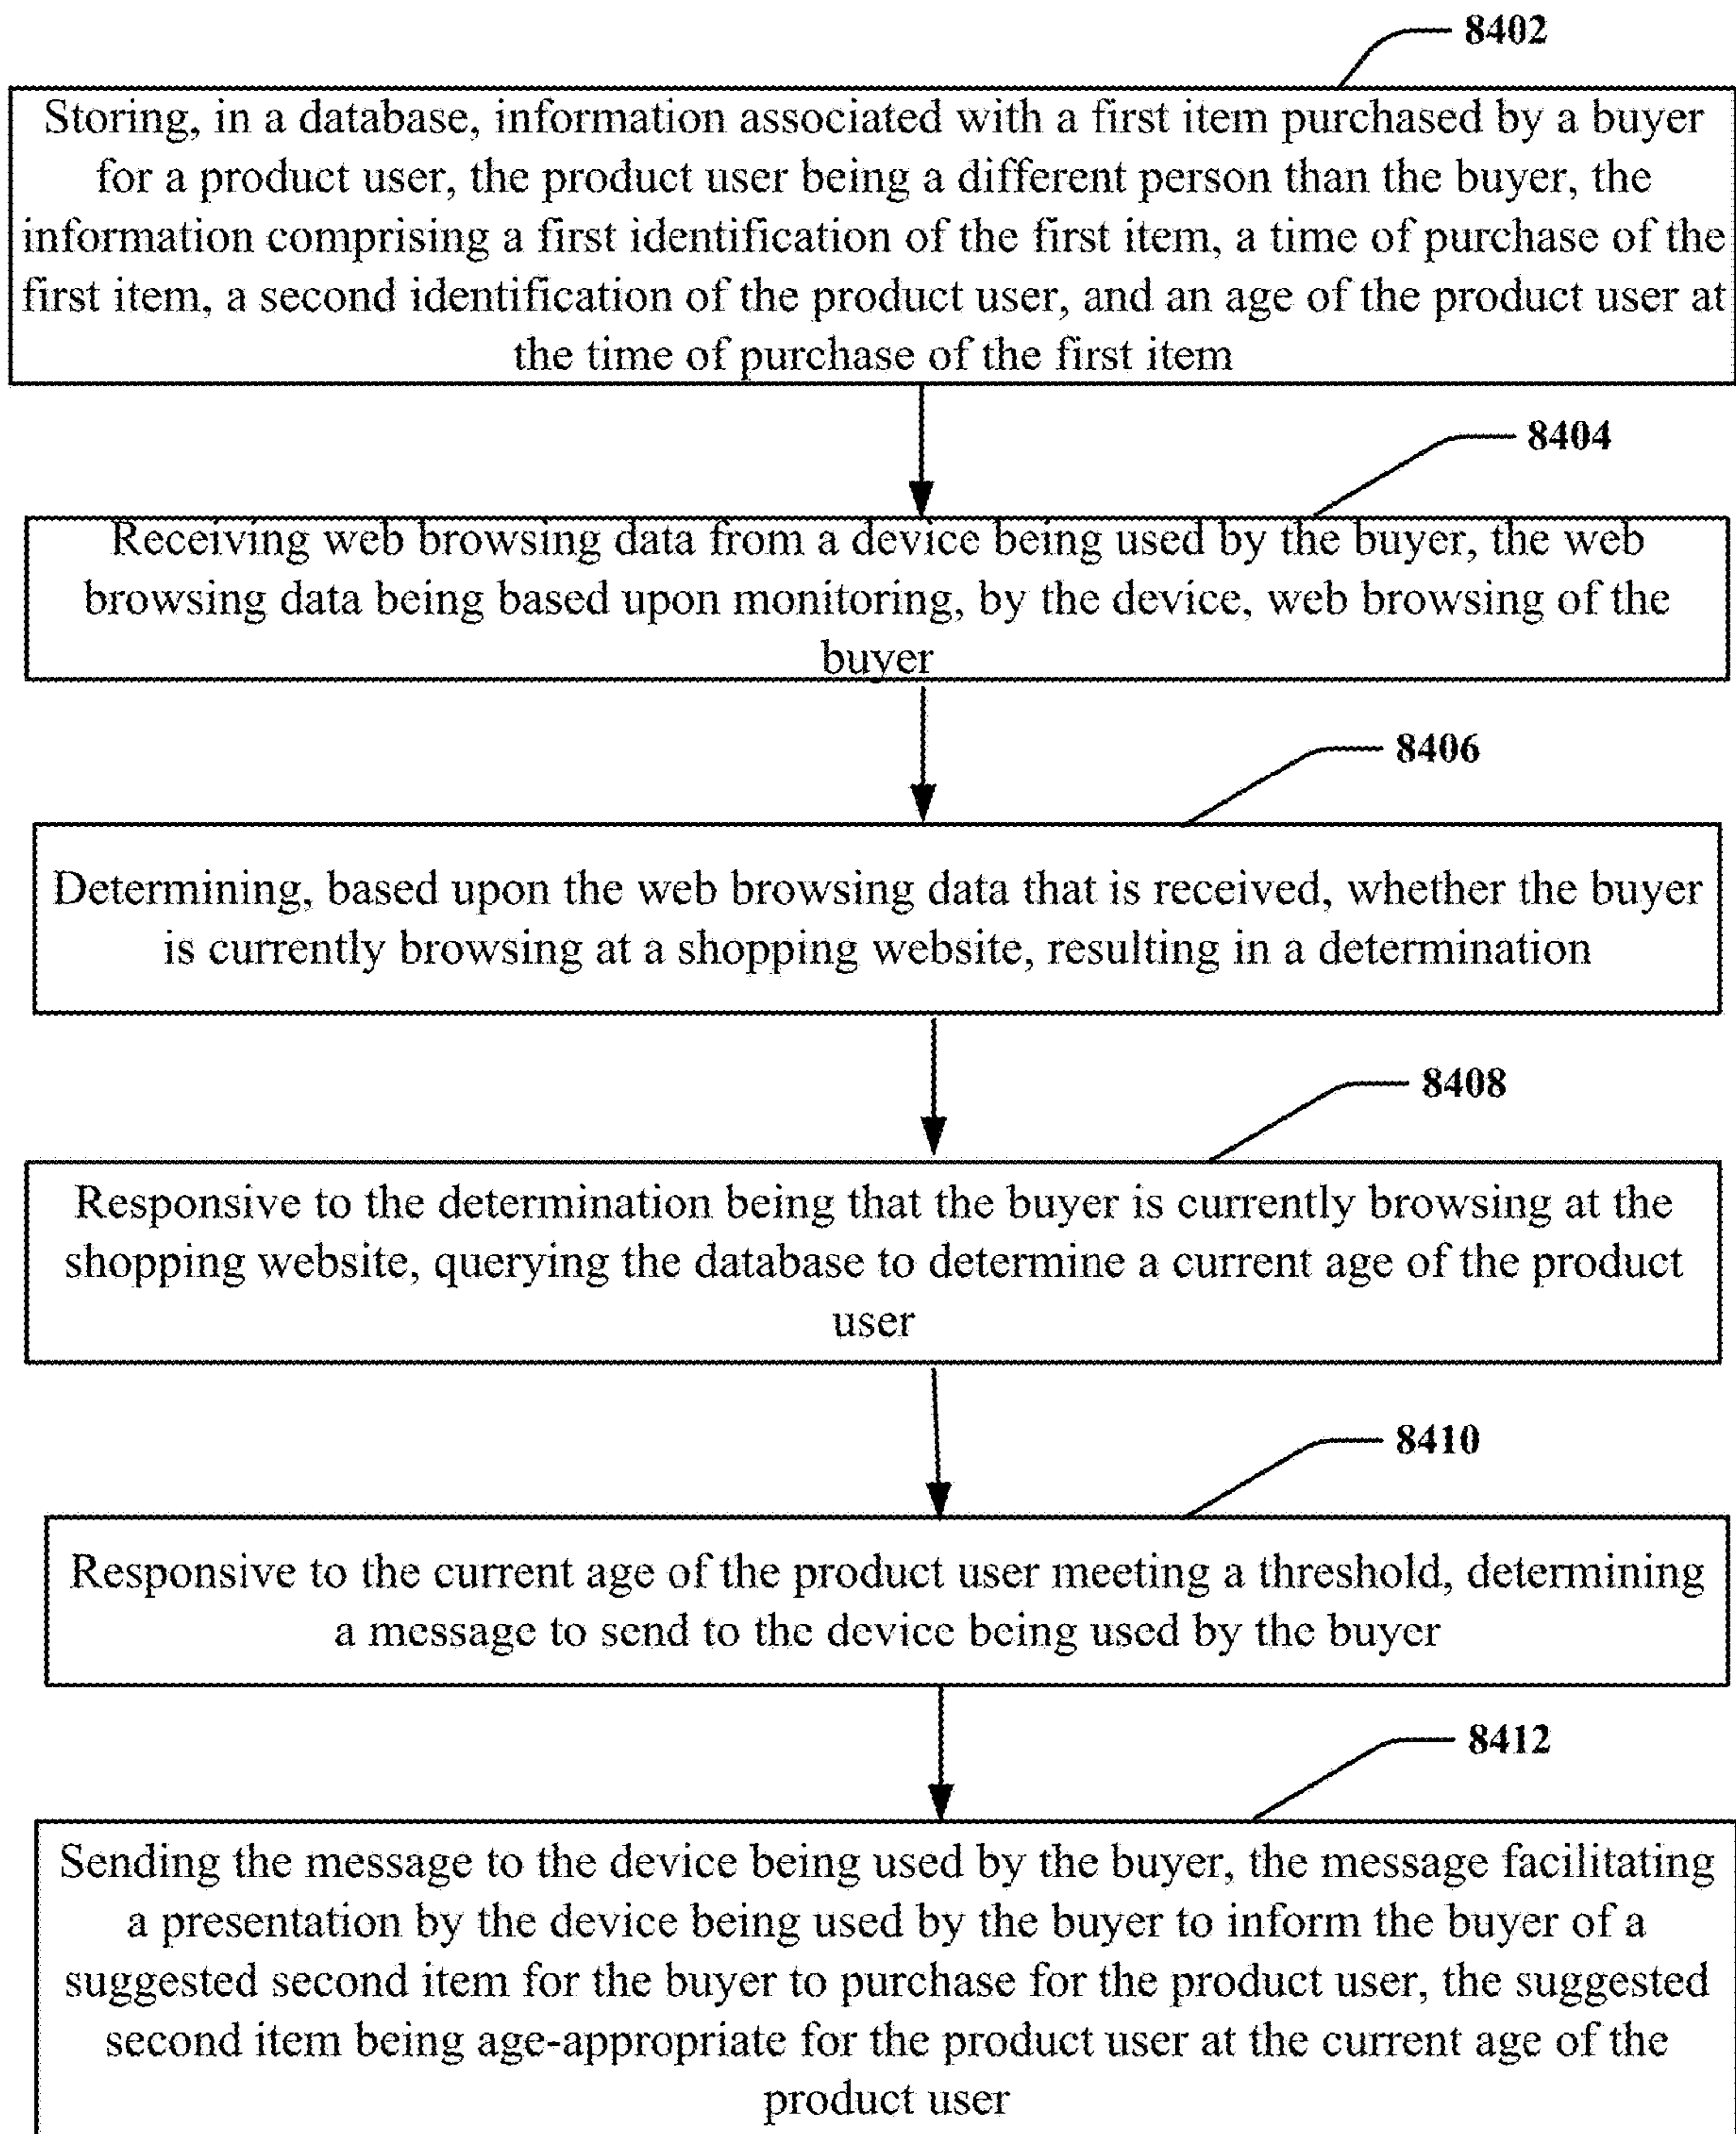 8402
Storing, in a database, information associated with a first item purchased by a buyer
for a product user, the product user being a different person than the buyer, the
information comprising a first identification of the first item, a time of purchase of the
first item, a second identification of the product user, and an age of the product user at
the time of purchase of the first item
8404
Receiving web browsing data from a device being used by the buyer, the web
browsing data being based upon monitoring, by the device, web browsing of the
buyer
8406
Determining, based upon the web browsing data that is received, whether the buyer
is currently browsing at a shopping website, resulting in a determination
8408
Responsive to the determination being that the buyer is currently browsing at the
shopping website, querying the database to determine a current age of the product
user
8410
Responsive to the current age of the product user meeting a threshold, determining
a message to send to the device being used by the buyer
8412
Sending the message to the device being used by the buyer, the message facilitating
a presentation by the device being used by the buyer to inform the buyer of a
suggested second item for the buyer to purchase for the product user, the suggested
second item being age-appropriate for the product user at the current age of the
product user